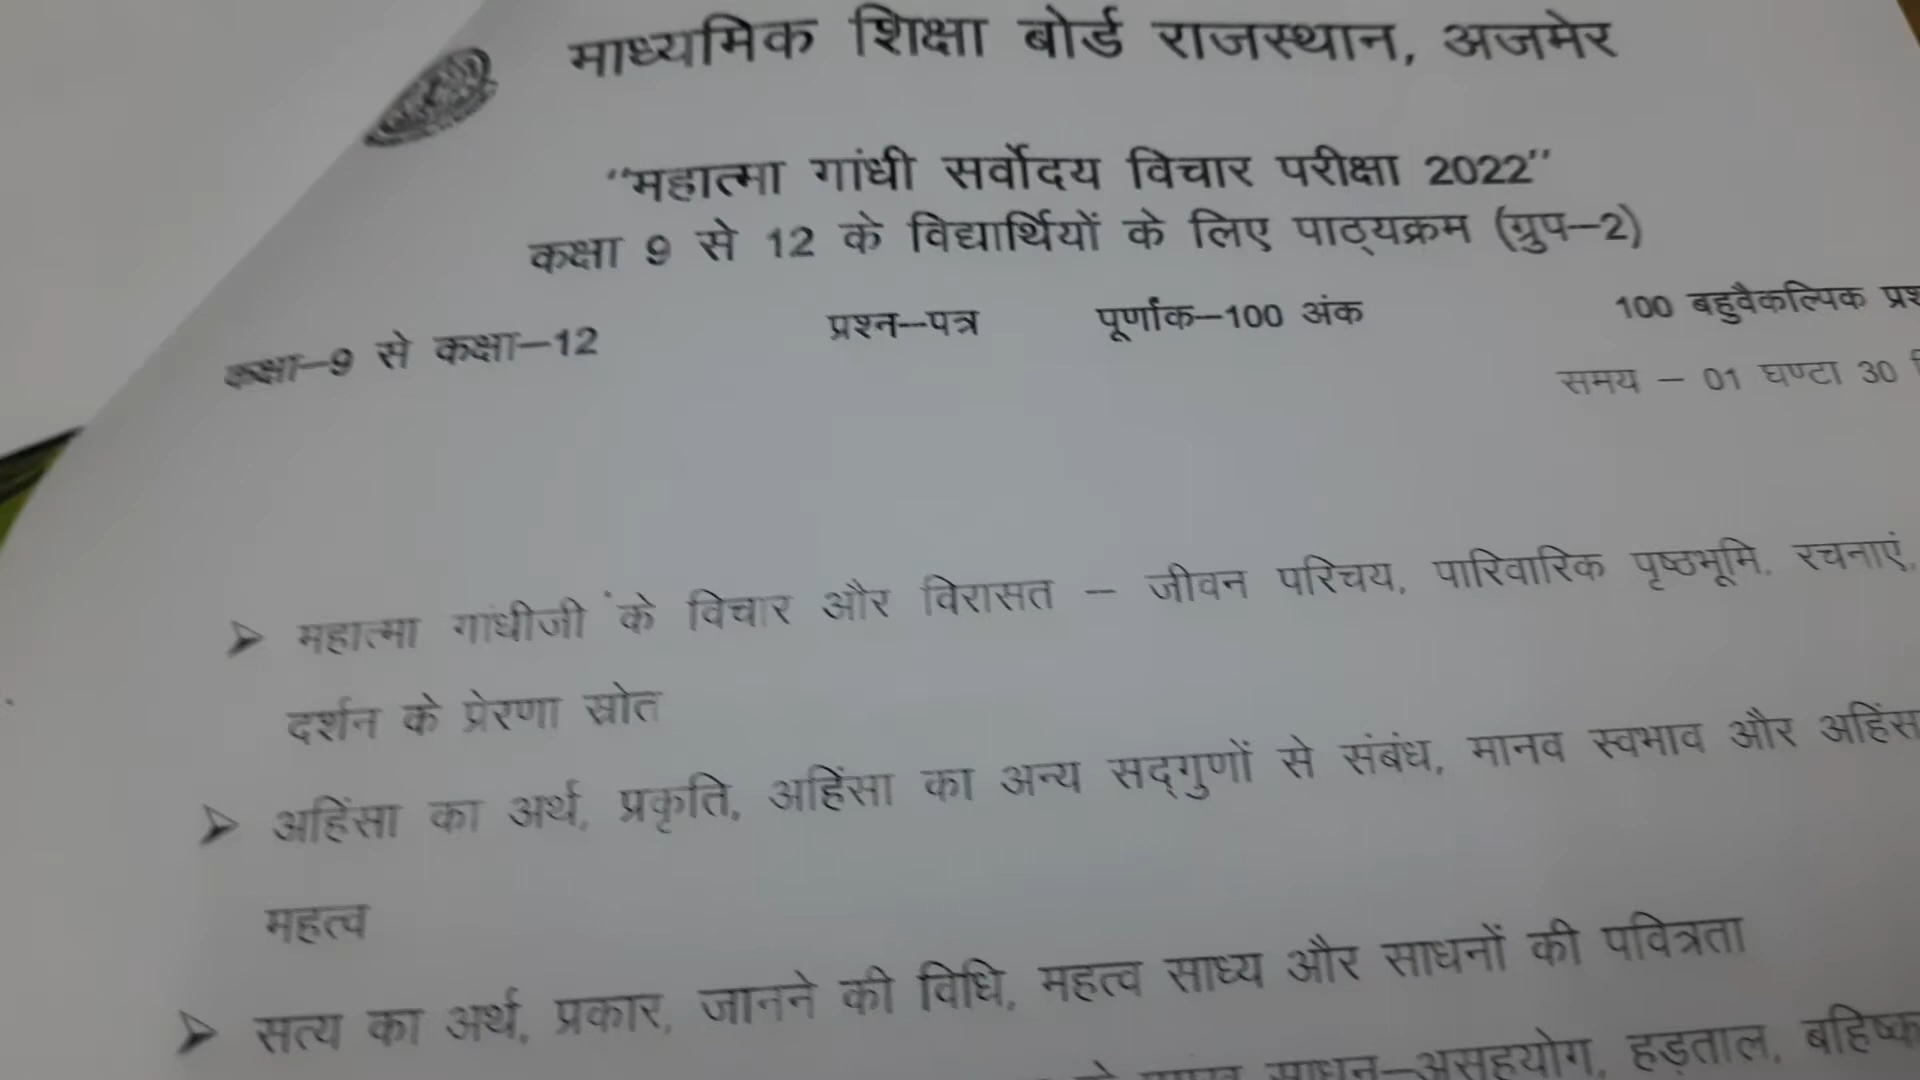 माध्यमिक शिक्षा बोर्ड राजस्थान, अजमेर
"महात्मा गांधी सर्वोदय विचार परीक्षा 2022"
कक्षा 9 से 12 के विद्यार्थियों के लिए पाठ्यक्रम (ग्रुप–2)
कक्षा–9 से कक्षा–12 प्रश्न–पत्र पूर्णांक–100 अंक 100 बहुवैकल्पिक
समय – 01 घण्टा 30
➤ महात्मा गांधीजी के विचार और विरासत – जीवन परिचय, पारिवारिक पृष्ठभूमि, रचनाएं,
दर्शन के प्रेरणा स्रोत
➤ अहिंसा का अर्थ, प्रकृति, अहिंसा का अन्य सद्गुणों से संबंध, मानव स्वभाव और
महत्व
➤ सत्य का अर्थ, प्रकार, जानने की विधि, महत्व साध्य और साधनों की पवित्रता
साधन–असहयोग, हड़ताल,